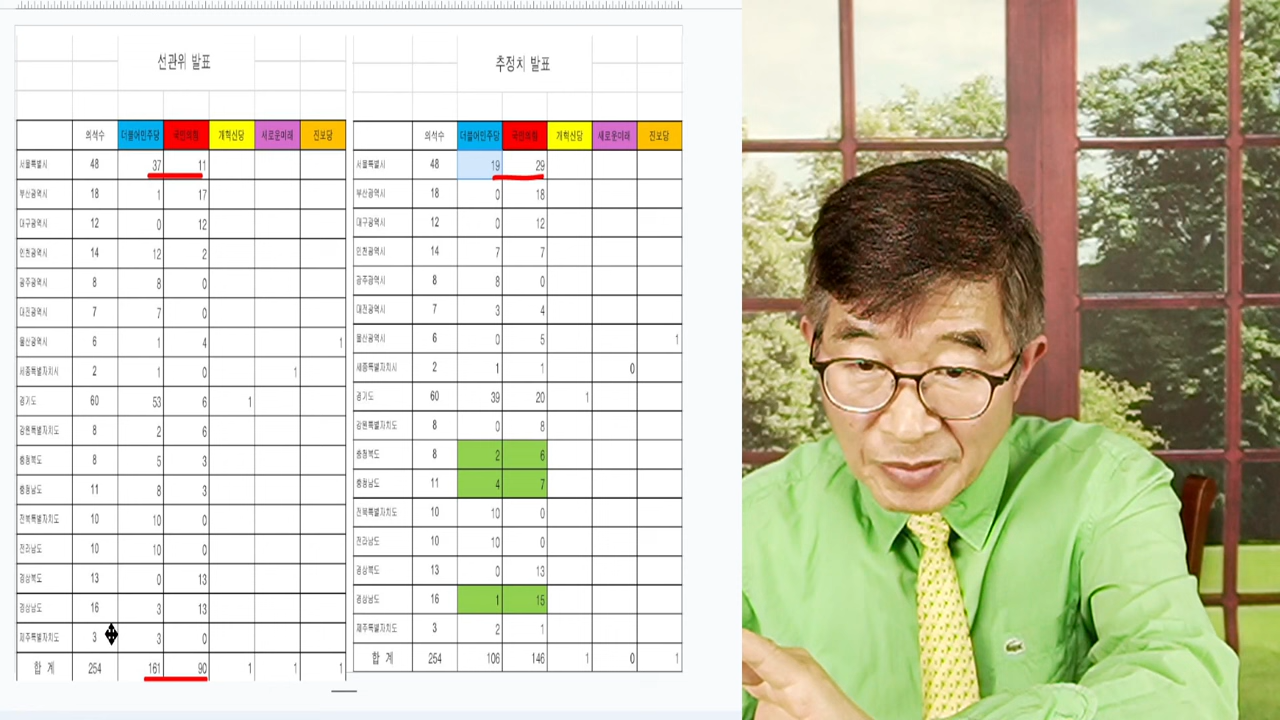 선관위 발표
의석수 더불어민주당 국민의힘 개혁신당 새로운미래 진보당
서울특별시 48 37 11
부산광역시 18 1 17
대구광역시 12 0 12
인천광역시 14 12 2
광주광역시 8 8 0
대전광역시 7 7 0
울산광역시 6 1 4 1
세종특별자치시 2 1 0 1
경기도 60 53 6 1
강원특별자치도 8 2 6
충청북도 8 5 3
충청남도 11 8 3
전북특별자치도 10 10 0
전라남도 10 10 0
경상북도 13 0 13
경상남도 16 3 13
제주특별자치도 3 3 0
합 계 254 161 90 1 1 1
추정치 발표
의석수 더불어민주당 국민의힘 개혁신당 새로운미래 진보당
서울특별시 48 19 29
부산광역시 18 0 18
대구광역시 12 0 12
인천광역시 14 7 7
광주광역시 8 8 0
대전광역시 7 3 4
울산광역시 6 0 5 1
세종특별자치시 2 1 1 0
경기도 60 39 20 1
강원특별자치도 8 0 8
충청북도 8 2 6
충청남도 11 4 7
전북특별자치도 10 10 0
전라남도 10 10 0
경상북도 13 0 13
경상남도 16 1 15
제주특별자치도 3 2 1
합 계 254 106 146 1 0 1